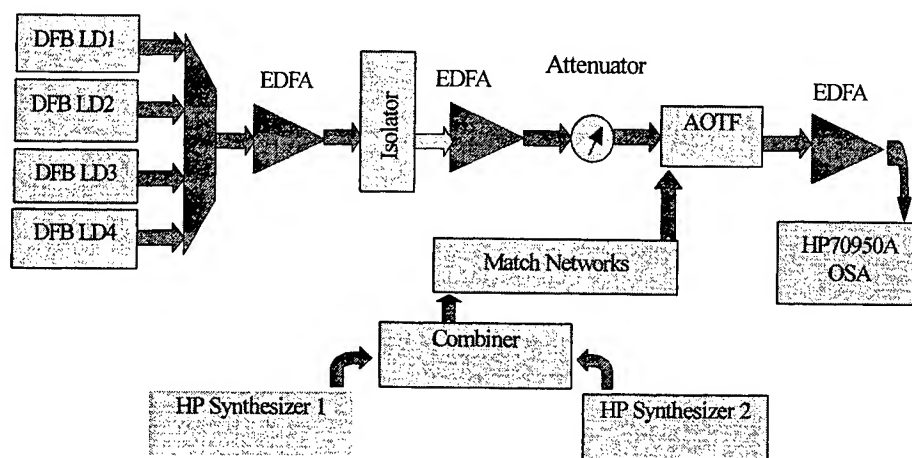 DFB LD1
EDFA
Attenuator
DFB LD2
EDFA
EDFA
Isolator
AOTF
DFB LD3
DFB LD4
Match Networks
HP70950A
OSA
Combiner
HP Synthesizer 1
HP Synthesizer 2